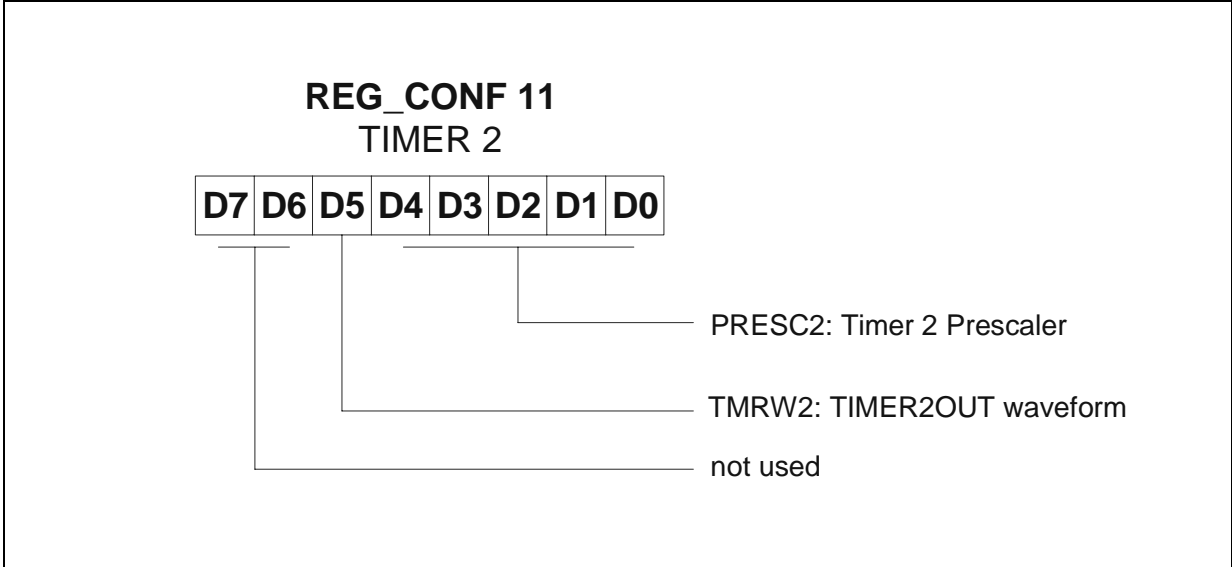 REG_CONF 11
TIMER 2
D7 D6 D5 D4 D3 D2 D1 D0
PRESC2: Timer 2 Prescaler
TMRW2: TIMER2OUT waveform
not used